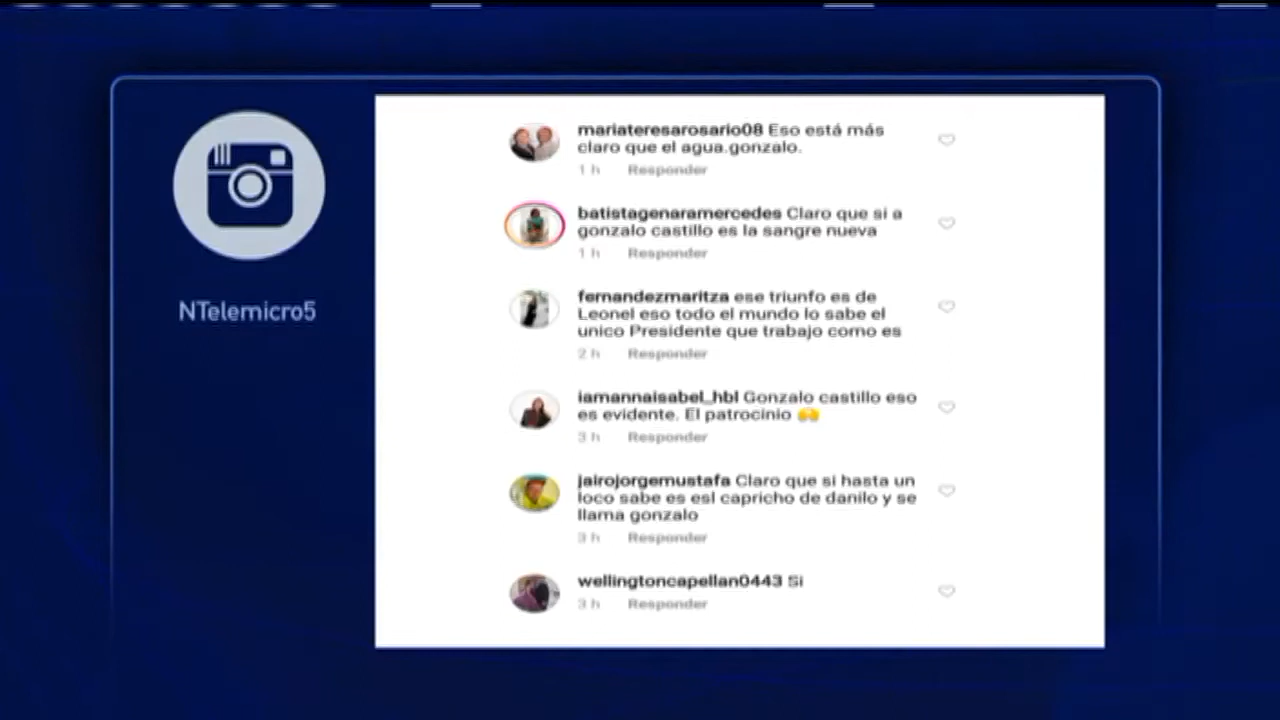 NTelemicro5
mariateresarosario08 Eso está más
claro que el agua.gonzalo.
1 h Responder
batistagenaramercedes Claro que si a
gonzalo castillo es la sangre nueva
1 h Responder
fernandezmaritza ese triunfo es de
Leonel eso todo el mundo lo sabe el
unico Presidente que trabajo como es
2 h Responder
iamannaisabel_hbl Gonzalo castillo eso
es evidente. El patrocinio
3 h Responder
jairojorgemustafa Claro que si hasta un
loco sabe es esl capricho de danilo y se
llama gonzalo
3 h Responder
wellingtoncapellan0443 Si
3 h Responder